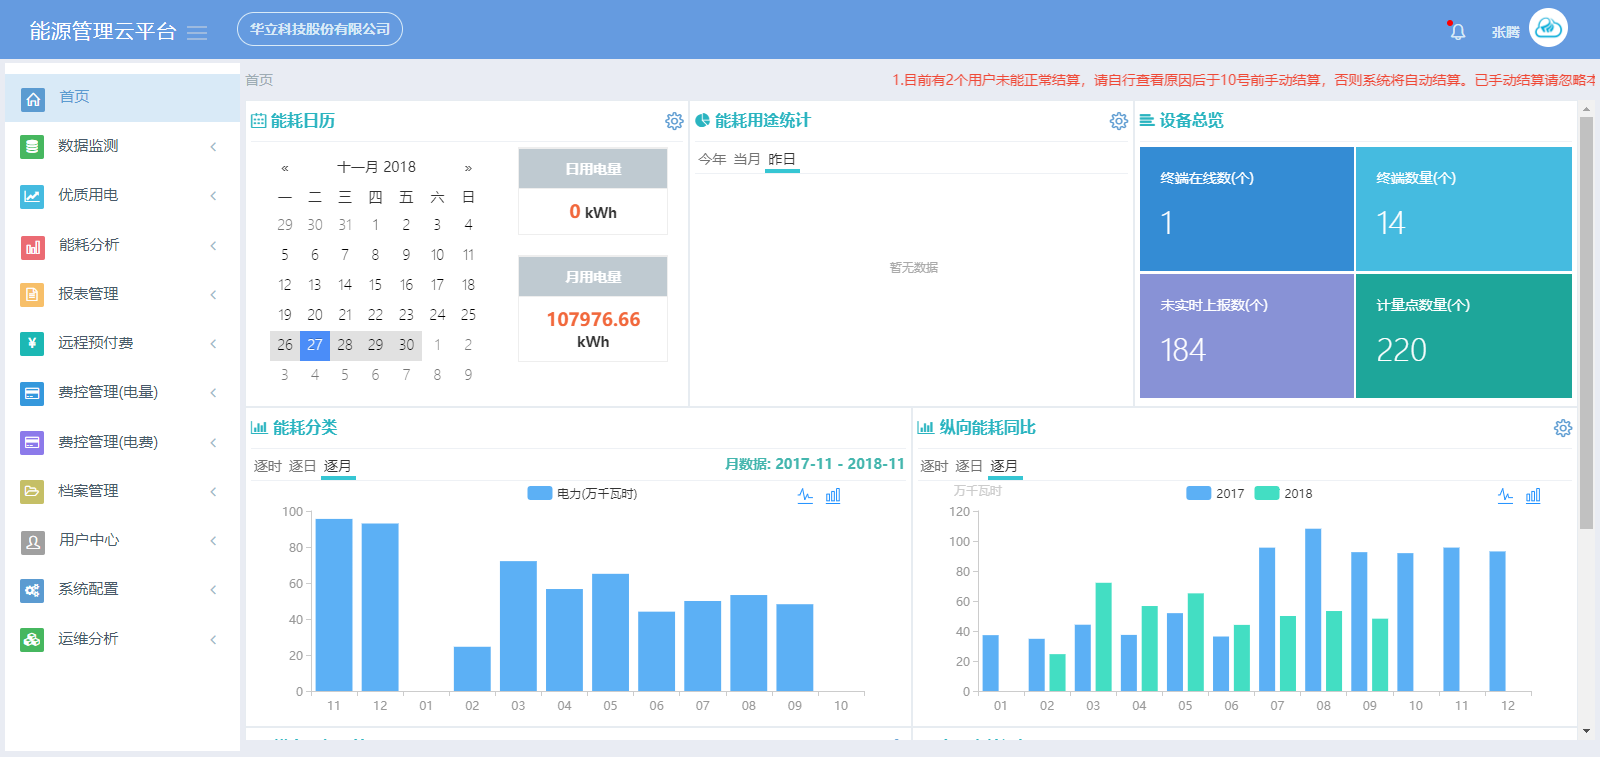 能源管理云平台
华立科技股份有限公司
张腾
首页
数据监测
优质用电
能耗分析
报表管理
远程预付费
费控管理(电量)
费控管理(电费)
档案管理
用户中心
系统配置
运维分析
首页
1.目前有2个用户未能正常结算，请自行查看原因后于10号前手动结算，否则系统将自动结算。已手动结算请忽略本
能耗日历
« 十一月 2018 »
一 二 三 四 五 六 日
29 30 31 1 2 3 4
5 6 7 8 9 10 11
12 13 14 15 16 17 18
19 20 21 22 23 24 25
26 27 28 29 30 1 2
3 4 5 6 7 8 9
日用电量
0 kWh
月用电量
107976.66
kWh
能耗用途统计
今年 当月 昨日
暂无数据
设备总览
终端在线数(个)
1
终端数量(个)
14
未实时上报数(个)
184
计量点数量(个)
220
能耗分类
逐时 逐日 逐月
月数据: 2017-11 - 2018-11
电力(万千瓦时)
100
80
60
40
20
0
11 12 01 02 03 04 05 06 07 08 09 10
纵向能耗同比
逐时 逐日 逐月
万千瓦时
2017 2018
120
100
80
60
40
20
0
01 02 03 04 05 06 07 08 09 10 11 12